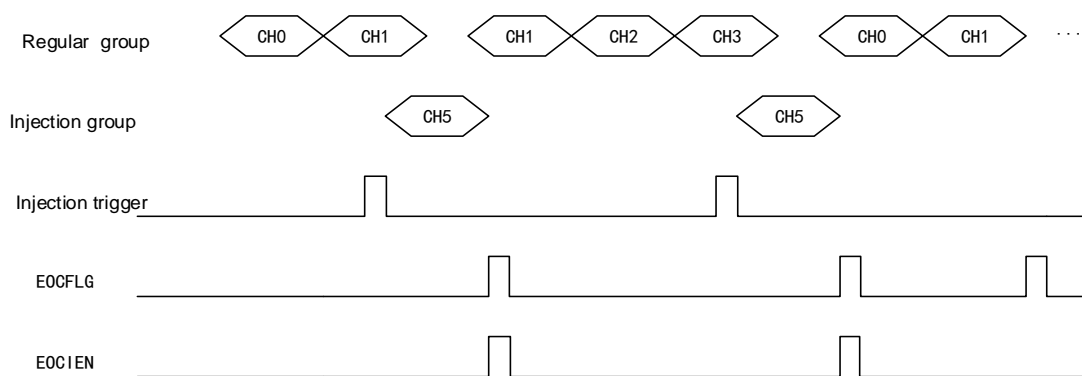 Regular group CH0 CH1 CH1 CH2 CH3 CH0 CH1 ...
Injection group CH5 CH5
Injection trigger
EOCFLG
EOCIEN